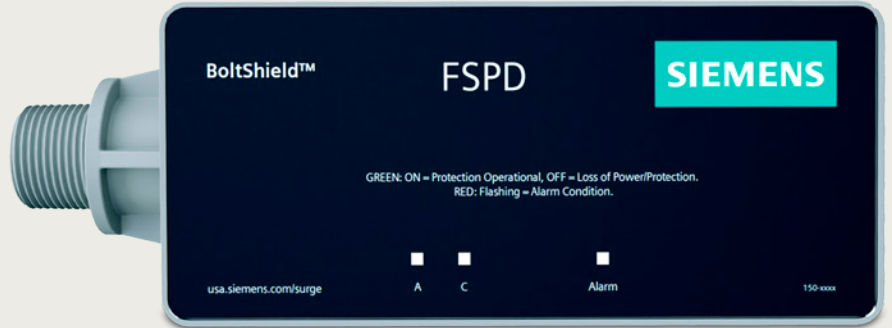 BoltShield™
FSPD
SIEMENS
GREEN: ON = Protection Operational, OFF = Loss of Power/Protection.
RED: Flashing = Alarm Condition.
A
C
Alarm
usa.siemens.com/surge
150-xxxx